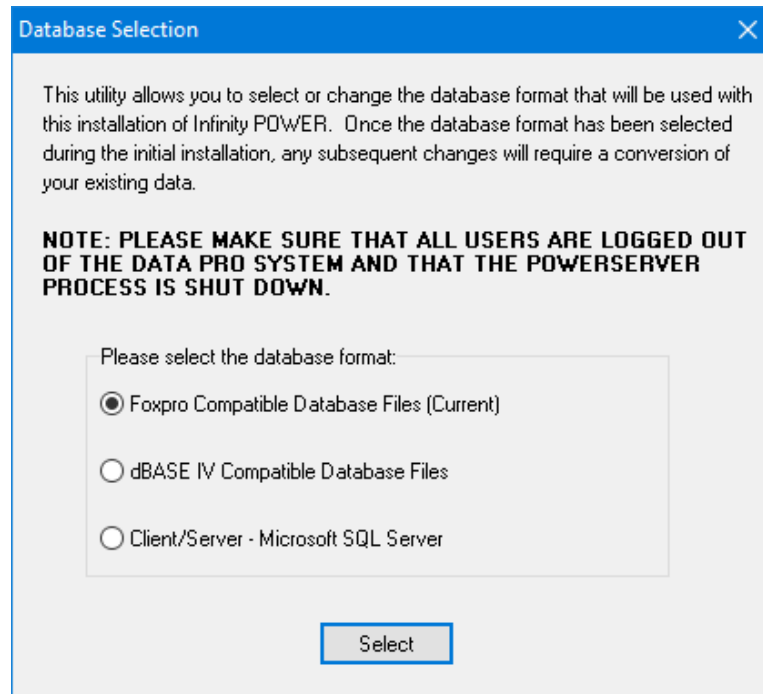 Database Selection
This utility allows you to select or change the database format that will be used with
this installation of Infinity POWER.  Once the database format has been selected
during the initial installation, any subsequent changes will require a conversion of
your existing data.
NOTE: PLEASE MAKE SURE THAT ALL USERS ARE LOGGED OUT
OF THE DATA PRO SYSTEM AND THAT THE POWERSERVER
PROCESS IS SHUT DOWN.
Please select the database format:
Foxpro Compatible Database Files (Current)
dBASE IV Compatible Database Files
Client/Server - Microsoft SQL Server
Select